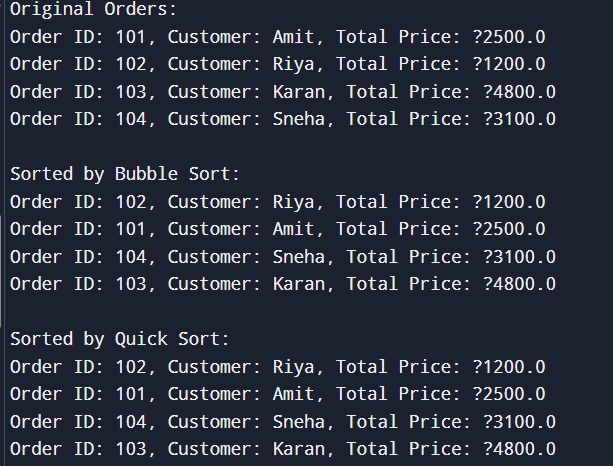 Original Orders:
Order ID: 101, Customer: Amit, Total Price: ?2500.0
Order ID: 102, Customer: Riya, Total Price: ?1200.0
Order ID: 103, Customer: Karan, Total Price: ?4800.0
Order ID: 104, Customer: Sneha, Total Price: ?3100.0

Sorted by Bubble Sort:
Order ID: 102, Customer: Riya, Total Price: ?1200.0
Order ID: 101, Customer: Amit, Total Price: ?2500.0
Order ID: 104, Customer: Sneha, Total Price: ?3100.0
Order ID: 103, Customer: Karan, Total Price: ?4800.0

Sorted by Quick Sort:
Order ID: 102, Customer: Riya, Total Price: ?1200.0
Order ID: 101, Customer: Amit, Total Price: ?2500.0
Order ID: 104, Customer: Sneha, Total Price: ?3100.0
Order ID: 103, Customer: Karan, Total Price: ?4800.0